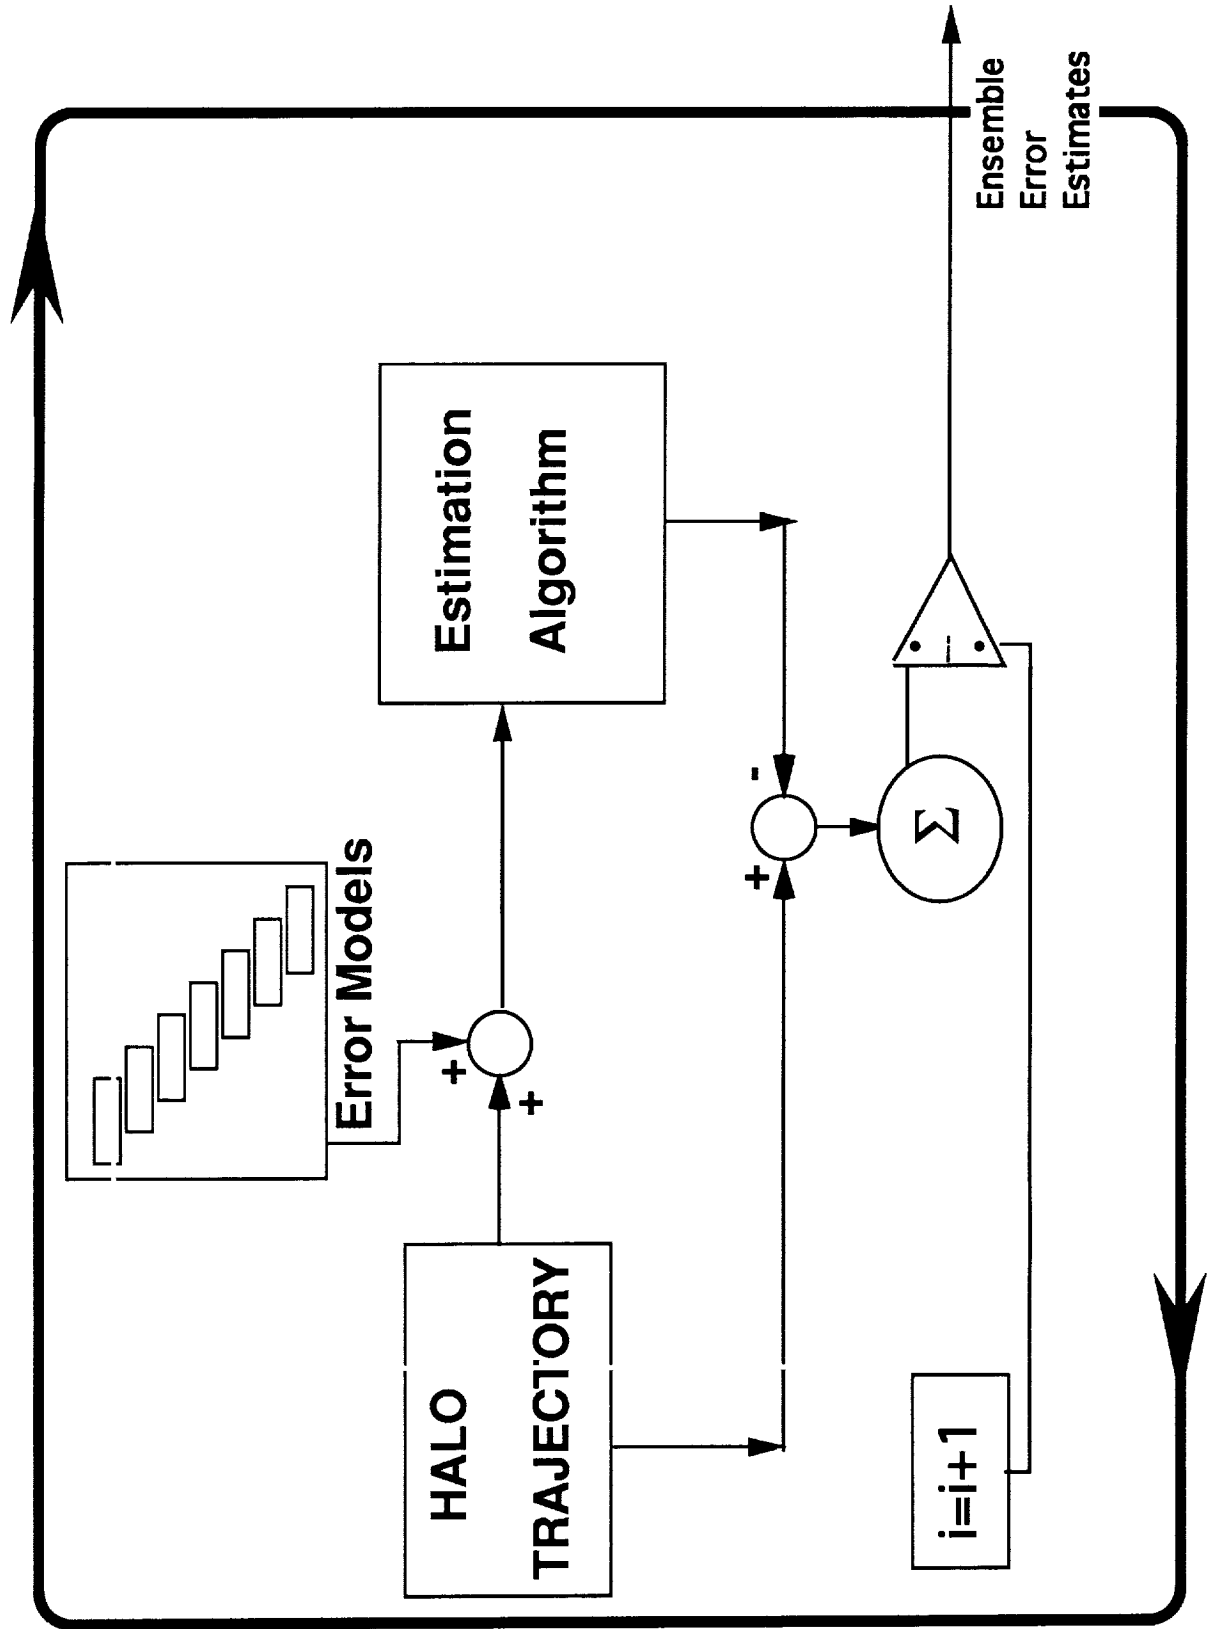 Error Models
HALO
TRAJECTORY
+
+
Estimation
Algorithm
+
-
Σ
i=i+1
Ensemble
Error
Estimates